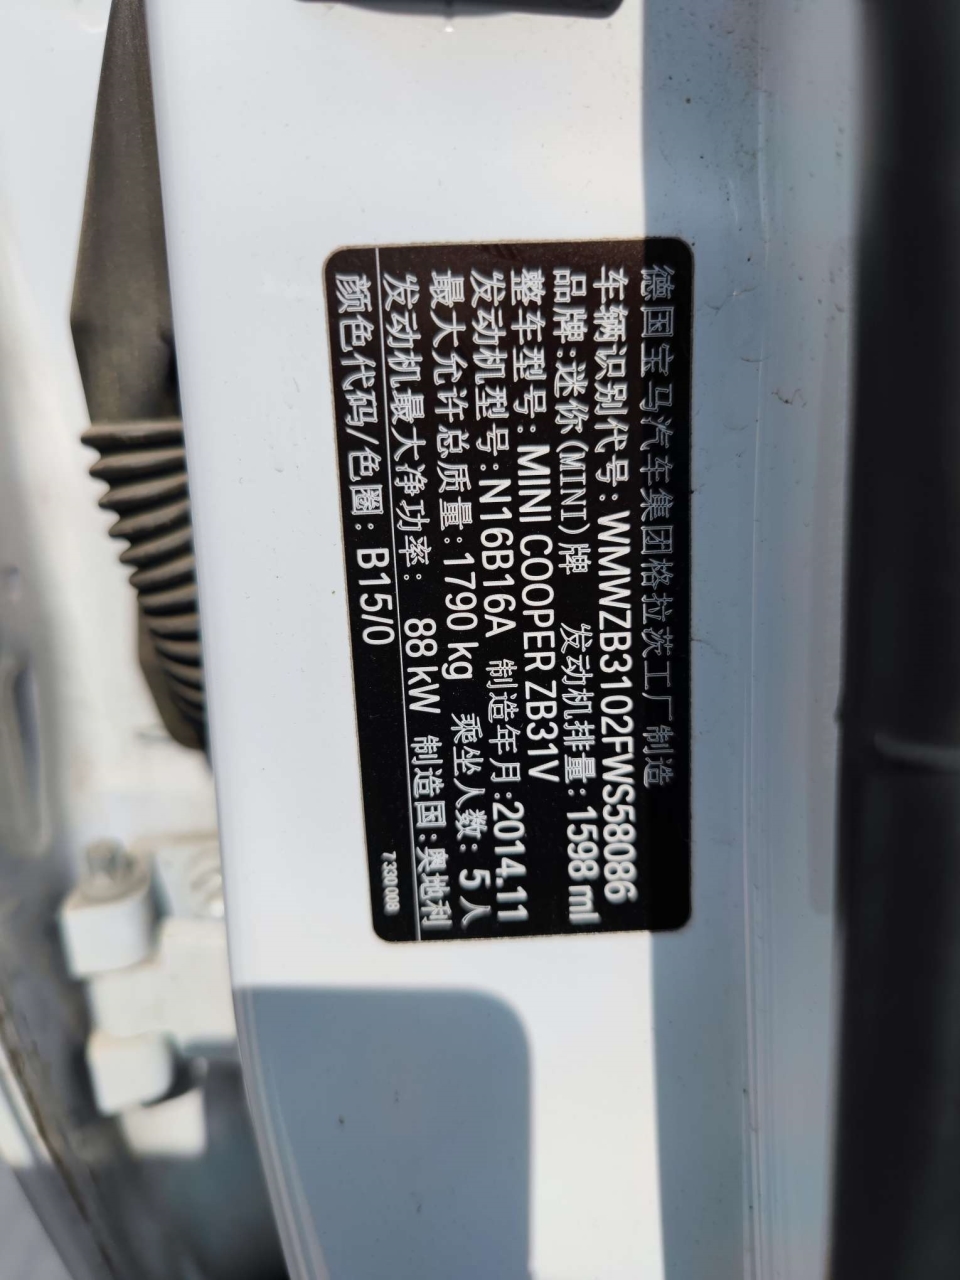 德国宝马汽车集团格拉茨工厂制造
车辆识别代号: WMWZB3102FWS58086
品牌:迷你(MINI)牌 发动机排量: 1598 ml
整车型号: MINI COOPER ZB31V
发动机型号:N16B16A 制造年月:2014.11
最大允许总质量:1790 kg 乘坐人数: 5 人
发动机最大净功率: 88 kW 制造国:奥地利
颜色代码/色圈: B15/0 7 330 008